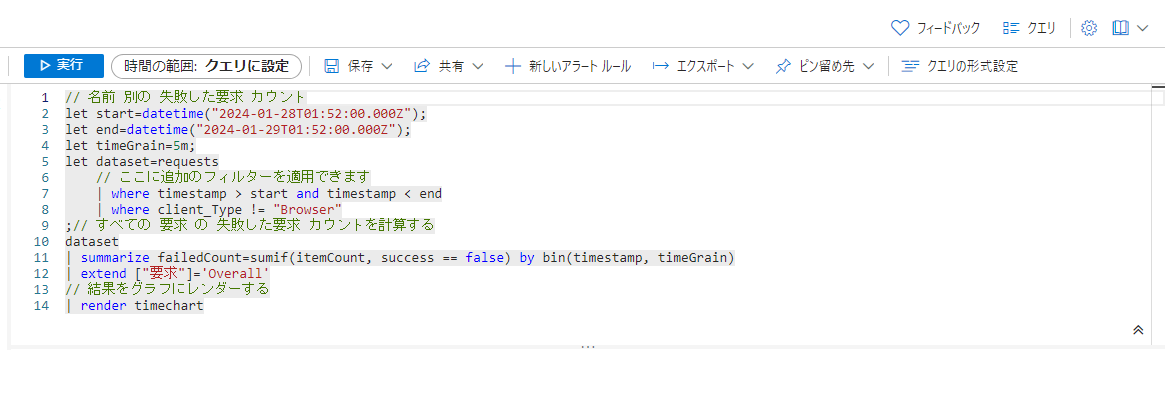 フィードバック クエリ
実行 時間の範囲: クエリに設定 保存 共有 新しいアラート ルール エクスポート ピン留め先 クエリの形式設定
1 // 名前 別の 失敗した要求 カウント
2 let start=datetime("2024-01-28T01:52:00.000Z");
3 let end=datetime("2024-01-29T01:52:00.000Z");
4 let timeGrain=5m;
5 let dataset=requests
6 // ここに追加のフィルターを適用できます
7 | where timestamp > start and timestamp < end
8 | where client_Type != "Browser"
9 ;// すべての 要求 の 失敗した要求 カウントを計算する
10 dataset
11 | summarize failedCount=sumif(itemCount, success == false) by bin(timestamp, timeGrain)
12 | extend ["要求"]='Overall'
13 // 結果をグラフにレンダーする
14 | render timechart